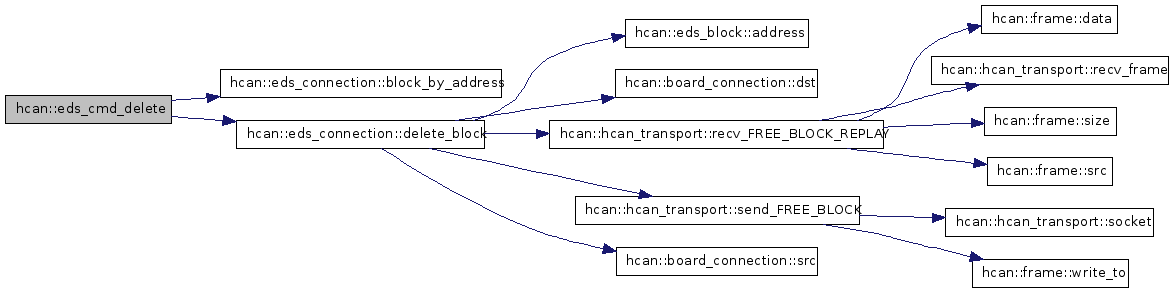 hcan::eds_cmd_delete
hcan::eds_connection::block_by_address
hcan::eds_connection::delete_block
hcan::eds_block::address
hcan::board_connection::dst
hcan::hcan_transport::recv_FREE_BLOCK_REPLAY
hcan::hcan_transport::send_FREE_BLOCK
hcan::board_connection::src
hcan::frame::data
hcan::hcan_transport::recv_frame
hcan::frame::size
hcan::frame::src
hcan::hcan_transport::socket
hcan::frame::write_to